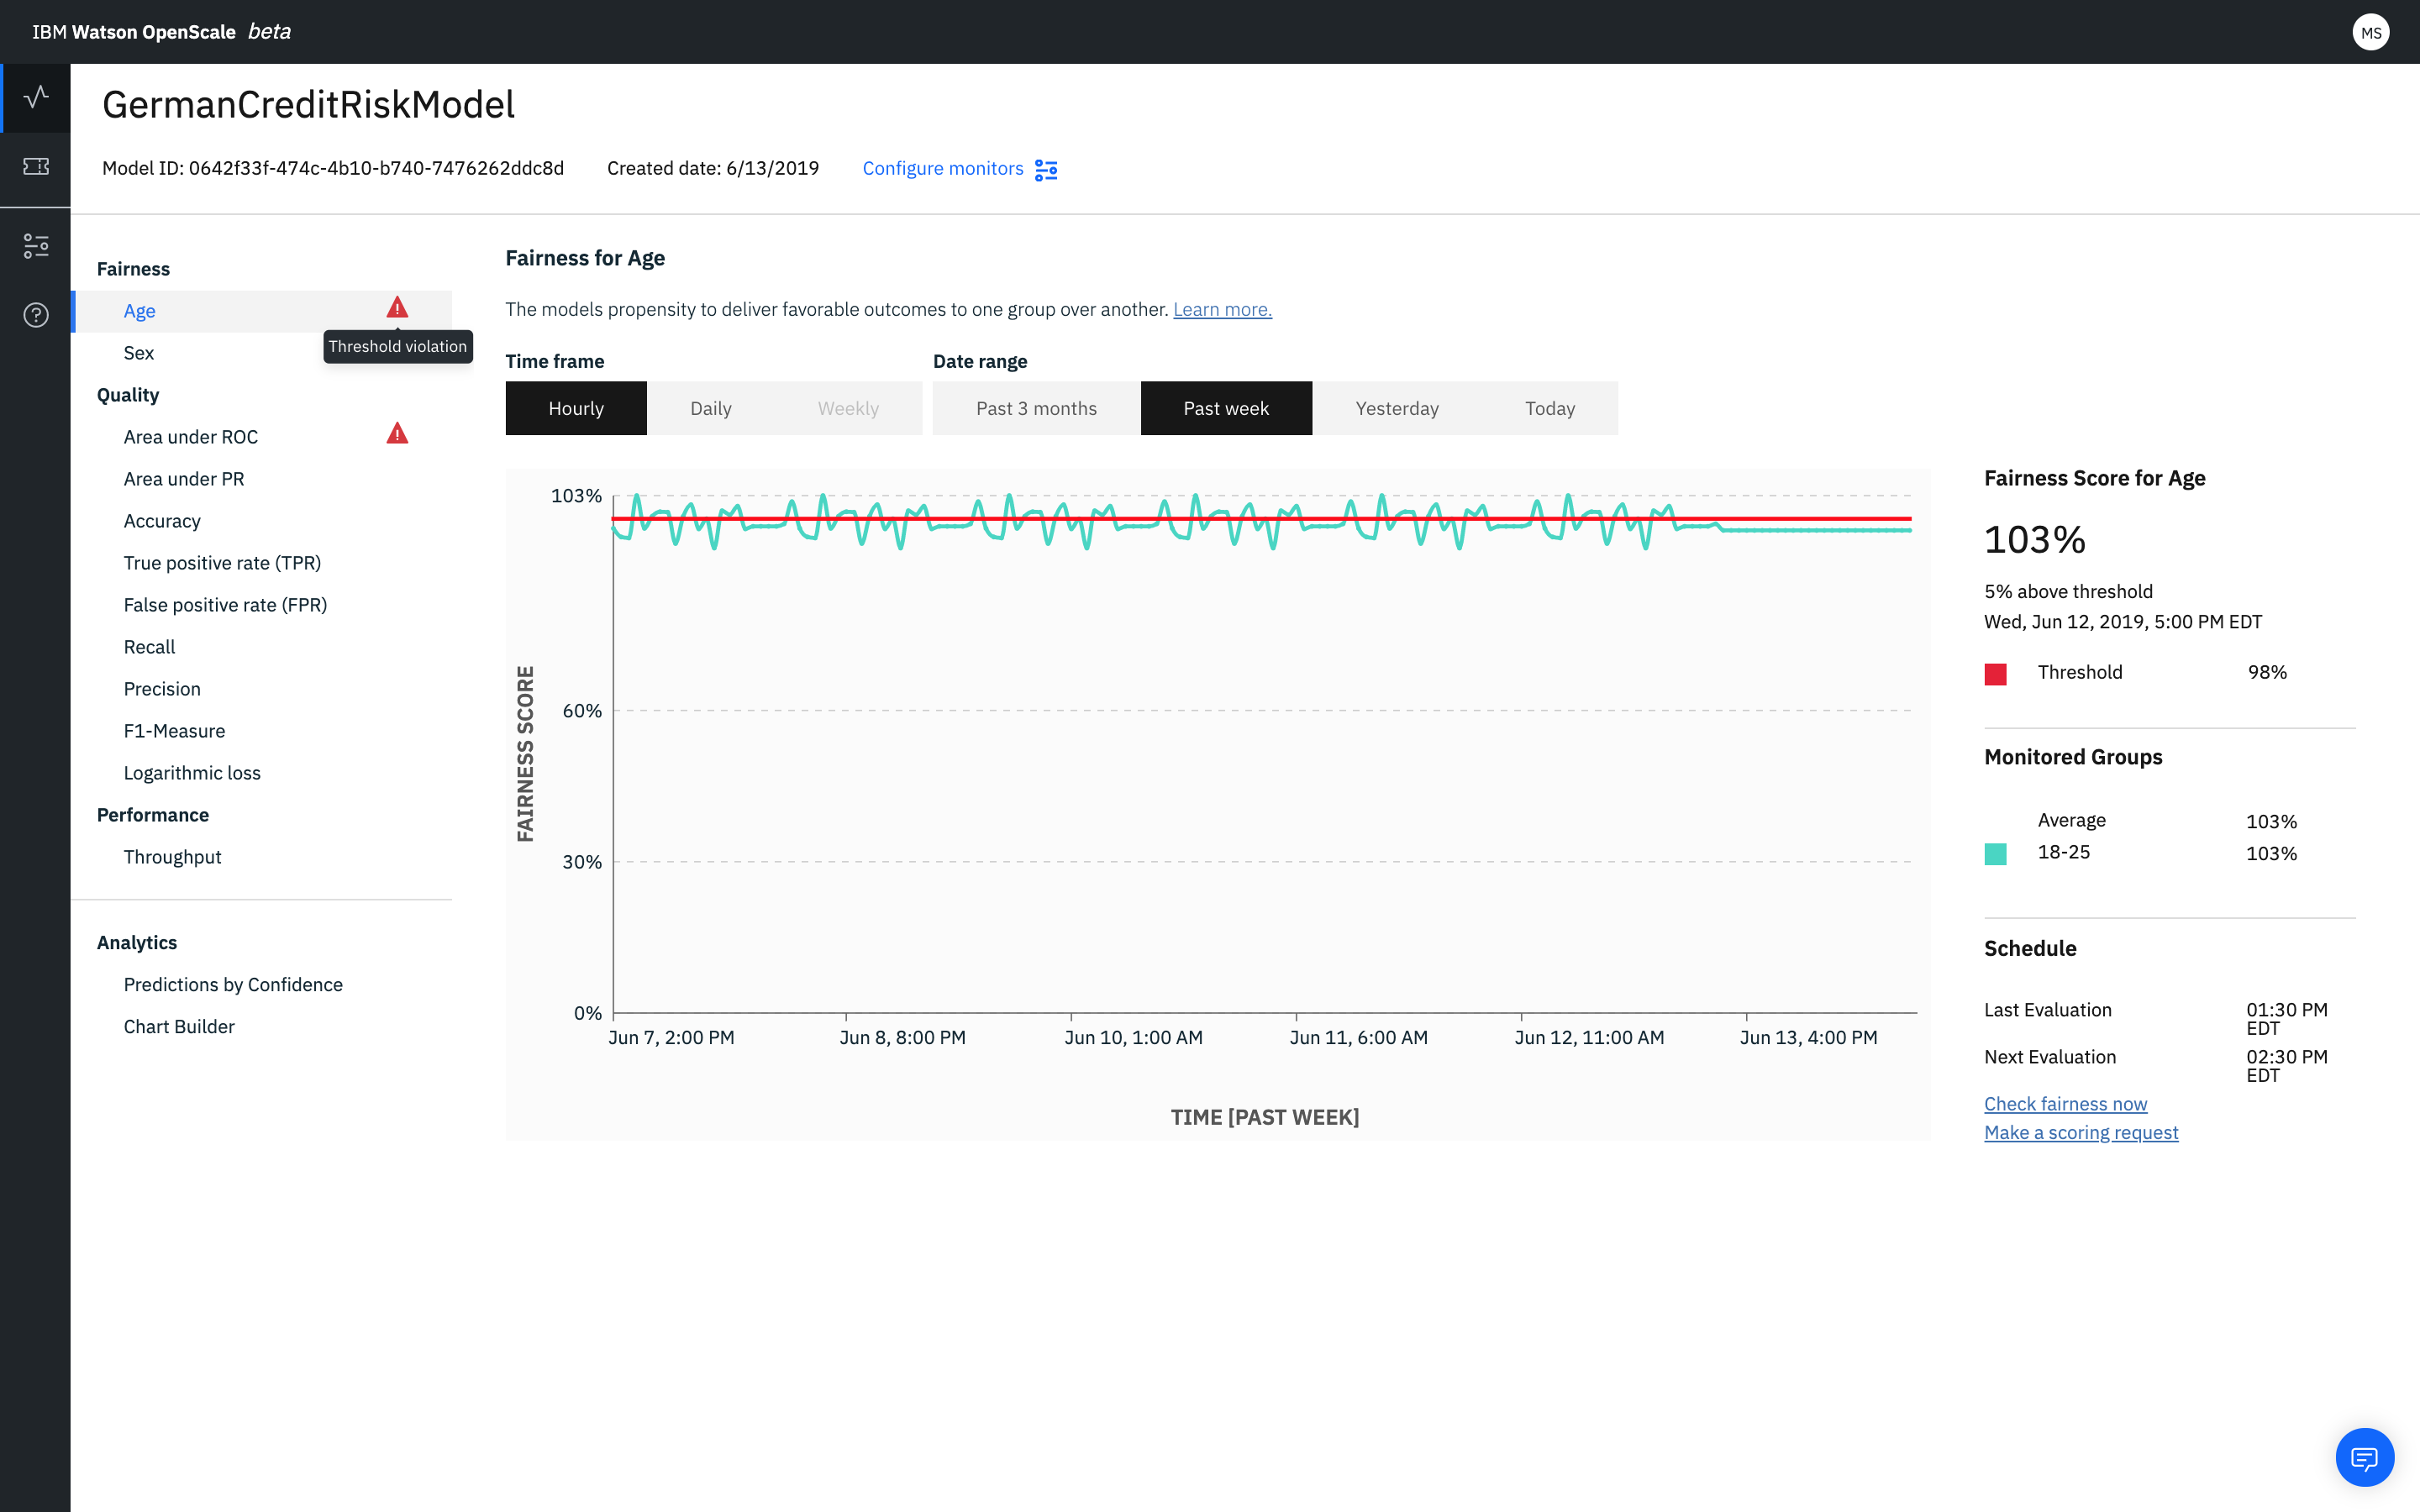 IBM Watson OpenScale beta
MS
GermanCreditRiskModel
Model ID: 0642f33f-474c-4b10-b740-7476262ddc8d
Created date: 6/13/2019
Configure monitors
Fairness
Age
Threshold violation
Sex
Quality
Area under ROC
Area under PR
Accuracy
True positive rate (TPR)
False positive rate (FPR)
Recall
Precision
F1-Measure
Logarithmic loss
Performance
Throughput
Analytics
Predictions by Confidence
Chart Builder
Fairness for Age
The models propensity to deliver favorable outcomes to one group over another. Learn more.
Time frame
Hourly
Daily
Weekly
Date range
Past 3 months
Past week
Yesterday
Today
FAIRNESS SCORE
103%
60%
30%
0%
Jun 7, 2:00 PM
Jun 8, 8:00 PM
Jun 10, 1:00 AM
Jun 11, 6:00 AM
Jun 12, 11:00 AM
Jun 13, 4:00 PM
TIME [PAST WEEK]
Fairness Score for Age
103%
5% above threshold
Wed, Jun 12, 2019, 5:00 PM EDT
Threshold 98%
Monitored Groups
Average 103%
18-25 103%
Schedule
Last Evaluation 01:30 PM
EDT
Next Evaluation 02:30 PM
EDT
Check fairness now
Make a scoring request